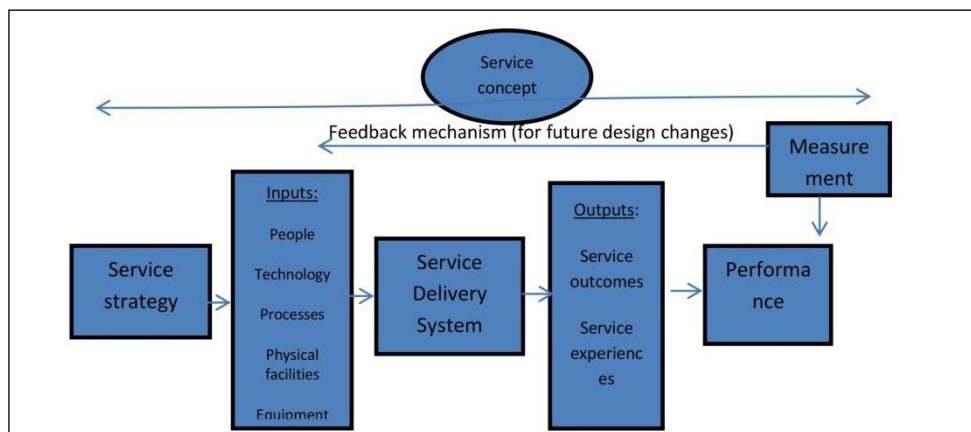 Service
concept
Feedback mechanism (for future design changes)
Measure
ment
Inputs:
People
Technology
Processes
Physical
facilities
Equipment
Outputs:
Service
outcomes
Service
experienc
es
Service
strategy
Service
Delivery
System
Performa
nce